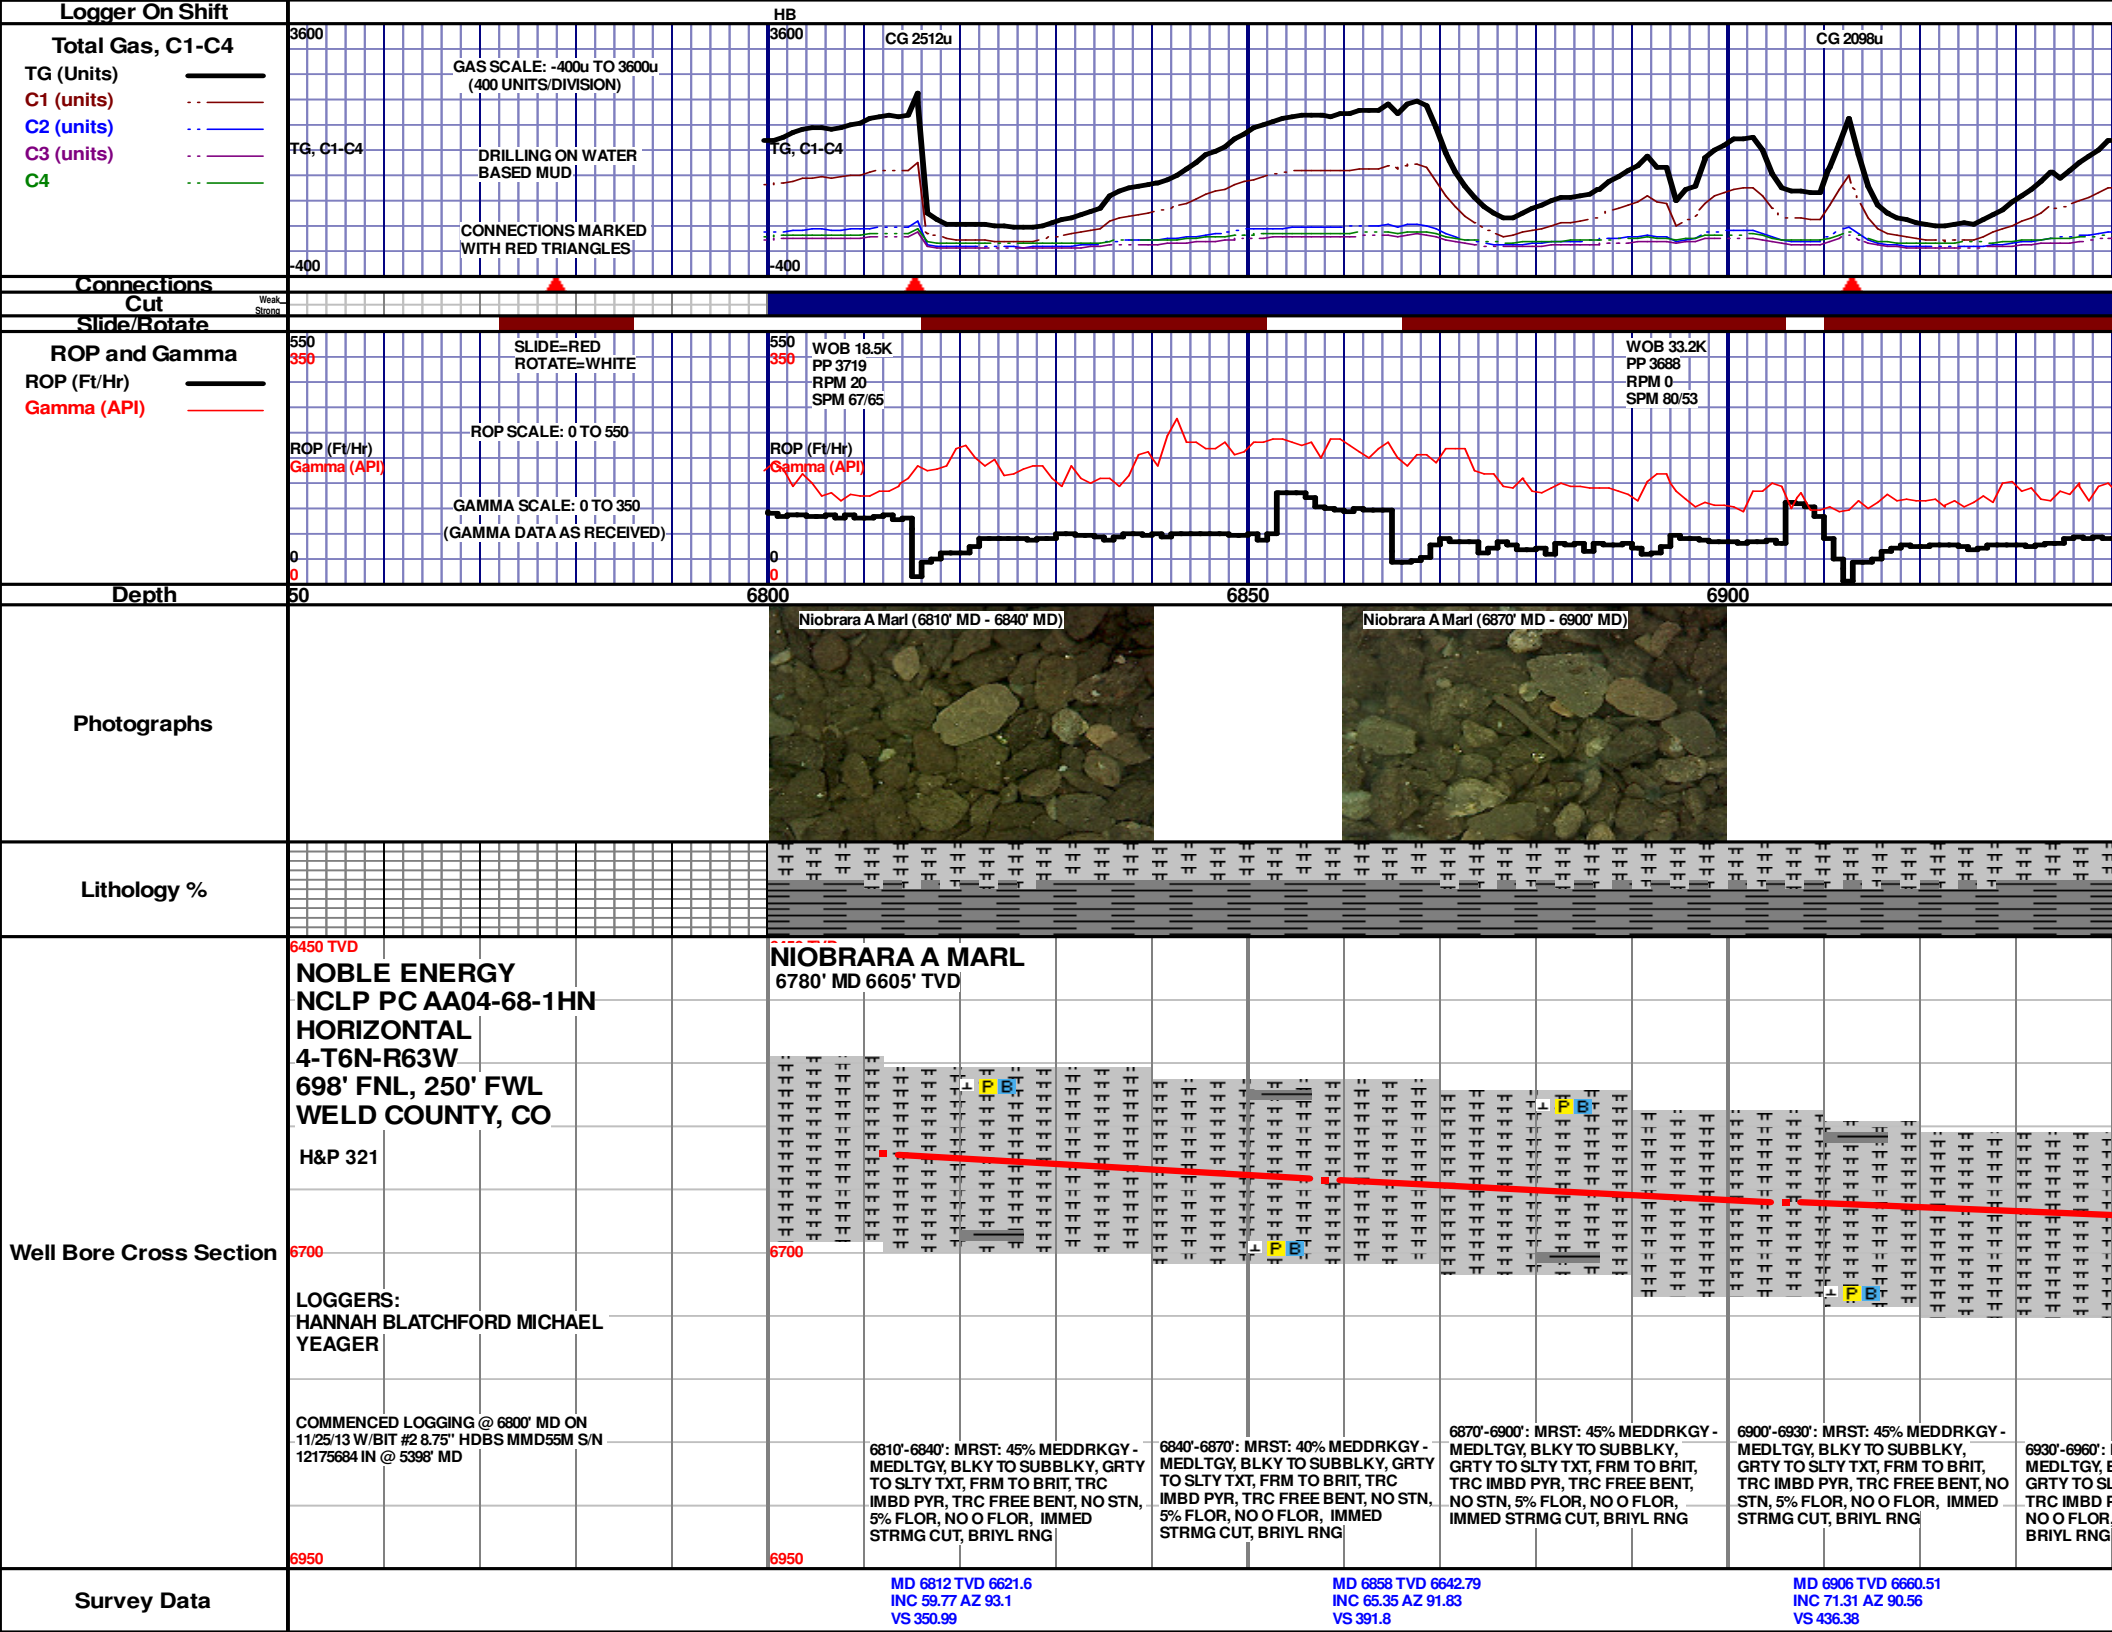 Logger On Shift
HB
Total Gas, C1-C4
TG (Units)
C1 (units)
C2 (units)
C3 (units)
C4
3600
GAS SCALE: -400u TO 3600u
(400 UNITS/DIVISION)
TG, C1-C4
DRILLING ON WATER
BASED MUD
CONNECTIONS MARKED
WITH RED TRIANGLES
-400
3600
CG 2512u
CG 2098u
TG, C1-C4
-400
Connections
Cut
Weak
Strong
Slide/Rotate
ROP and Gamma
ROP (Ft/Hr)
Gamma (API)
550
350
SLIDE=RED
ROTATE=WHITE
ROP SCALE: 0 TO 550
ROP (Ft/Hr)
Gamma (API)
GAMMA SCALE: 0 TO 350
(GAMMA DATA AS RECEIVED)
0
0
550
350
WOB 18.5K
PP 3719
RPM 20
SPM 67/65
WOB 33.2K
PP 3688
RPM 0
SPM 80/53
ROP (Ft/Hr)
Gamma (API)
0
0
Depth
50
6800
6850
6900
Photographs
Niobrara A Marl (6810' MD - 6840' MD)
Niobrara A Marl (6870' MD - 6900' MD)
Lithology %
Well Bore Cross Section
6450 TVD
NOBLE ENERGY
NCLP PC AA04-68-1HN
HORIZONTAL
4-T6N-R63W
698' FNL, 250' FWL
WELD COUNTY, CO
H&P 321
6700
LOGGERS:
HANNAH BLATCHFORD MICHAEL
YEAGER
COMMENCED LOGGING @ 6800' MD ON
11/25/13 W/BIT #2 8.75" HDBS MMD55M S/N
12175684 IN @ 5398' MD
6950
NIOBRARA A MARL
6780' MD 6605' TVD
P B
P B
P B
P B
6700
6950
6810'-6840': MRST: 45% MEDDRKGY -
MEDLTGY, BLKY TO SUBBLKY, GRTY
TO SLTY TXT, FRM TO BRIT, TRC
IMBD PYR, TRC FREE BENT, NO STN,
5% FLOR, NO O FLOR, IMMED
STRMG CUT, BRIYL RNG
6840'-6870': MRST: 40% MEDDRKGY -
MEDLTGY, BLKY TO SUBBLKY, GRTY
TO SLTY TXT, FRM TO BRIT, TRC
IMBD PYR, TRC FREE BENT, NO STN,
5% FLOR, NO O FLOR, IMMED
STRMG CUT, BRIYL RNG
6870'-6900': MRST: 45% MEDDRKGY -
MEDLTGY, BLKY TO SUBBLKY,
GRTY TO SLTY TXT, FRM TO BRIT,
TRC IMBD PYR, TRC FREE BENT,
NO STN, 5% FLOR, NO O FLOR,
IMMED STRMG CUT, BRIYL RNG
6900'-6930': MRST: 45% MEDDRKGY -
MEDLTGY, BLKY TO SUBBLKY,
GRTY TO SLTY TXT, FRM TO BRIT,
TRC IMBD PYR, TRC FREE BENT, NO
STN, 5% FLOR, NO O FLOR, IMMED
STRMG CUT, BRIYL RNG
6930'-6960':
MEDLTGY,
GRTY TO
TRC IMBD
NO O FLOR,
BRIYL RNG
Survey Data
MD 6812 TVD 6621.6
INC 59.77 AZ 93.1
VS 350.99
MD 6858 TVD 6642.79
INC 65.35 AZ 91.83
VS 391.8
MD 6906 TVD 6660.51
INC 71.31 AZ 90.56
VS 436.38